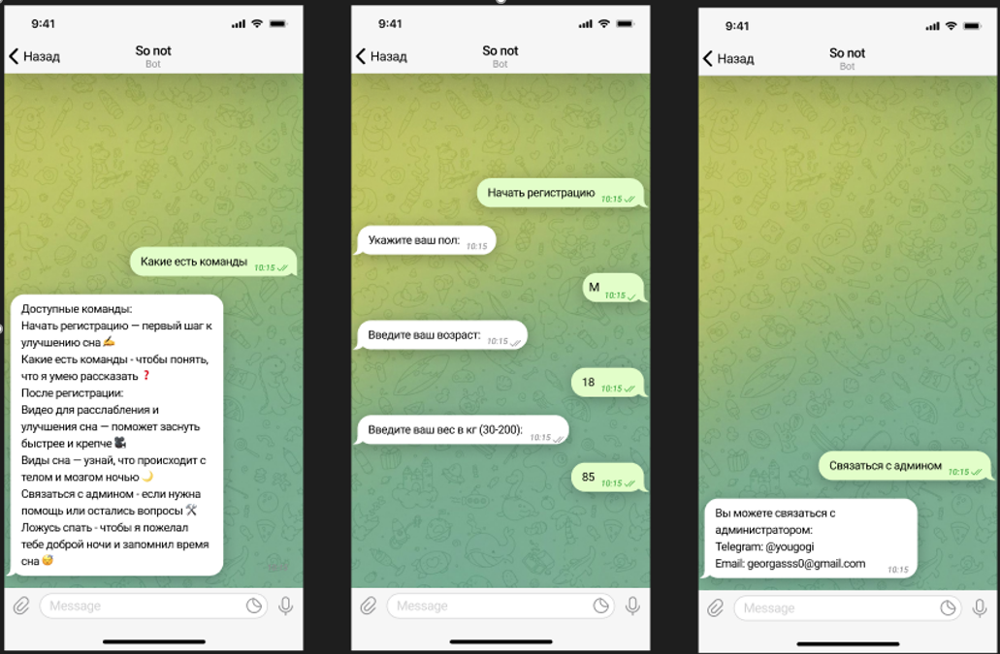 9:41
Назад
So not
Bot
Какие есть команды 10:15
Доступные команды:
Начать регистрацию — первый шаг к
улучшению сна ✍️
Какие есть команды - чтобы понять,
что я умею рассказать ❓
После регистрации:
Видео для расслабления и
улучшения сна — поможет заснуть
быстрее и крепче 🎥
Виды сна — узнай, что происходит с
телом и мозгом ночью 🌙
Связаться с админом - если нужна
помощь или остались вопросы 🛠️
Ложусь спать - чтобы я пожелал
тебе доброй ночи и запомнил время
сна 😴
Message
9:41
Назад
So not
Bot
Начать регистрацию 10:15
Укажите ваш пол: 10:15
М 10:15
Введите ваш возраст: 10:15
18 10:15
Введите ваш вес в кг (30-200): 10:15
85 10:15
Message
9:41
Назад
So not
Bot
Связаться с админом 10:15
Вы можете связаться с
администратором:
Telegram: @yougogi
Email: georgasss0@gmail.com 10:15
Message